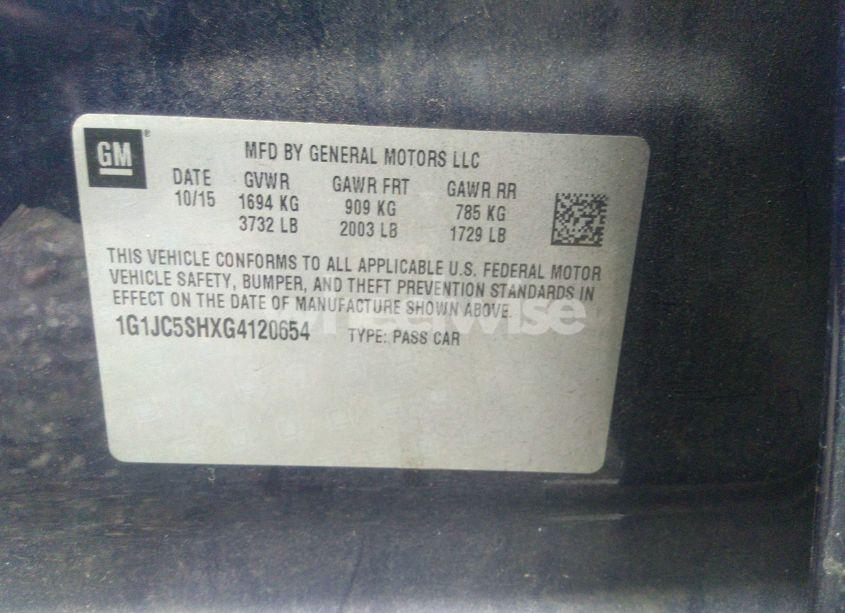 GM®
MFD BY GENERAL MOTORS LLC
DATE GVWR GAWR FRT GAWR RR
10/15 1694 KG 909 KG 785 KG
3732 LB 2003 LB 1729 LB
THIS VEHICLE CONFORMS TO ALL APPLICABLE U.S. FEDERAL MOTOR
VEHICLE SAFETY, BUMPER, AND THEFT PREVENTION STANDARDS IN
EFFECT ON THE DATE OF MANUFACTURE SHOWN ABOVE.
1G1JC5SHXG4120654 TYPE: PASS CAR